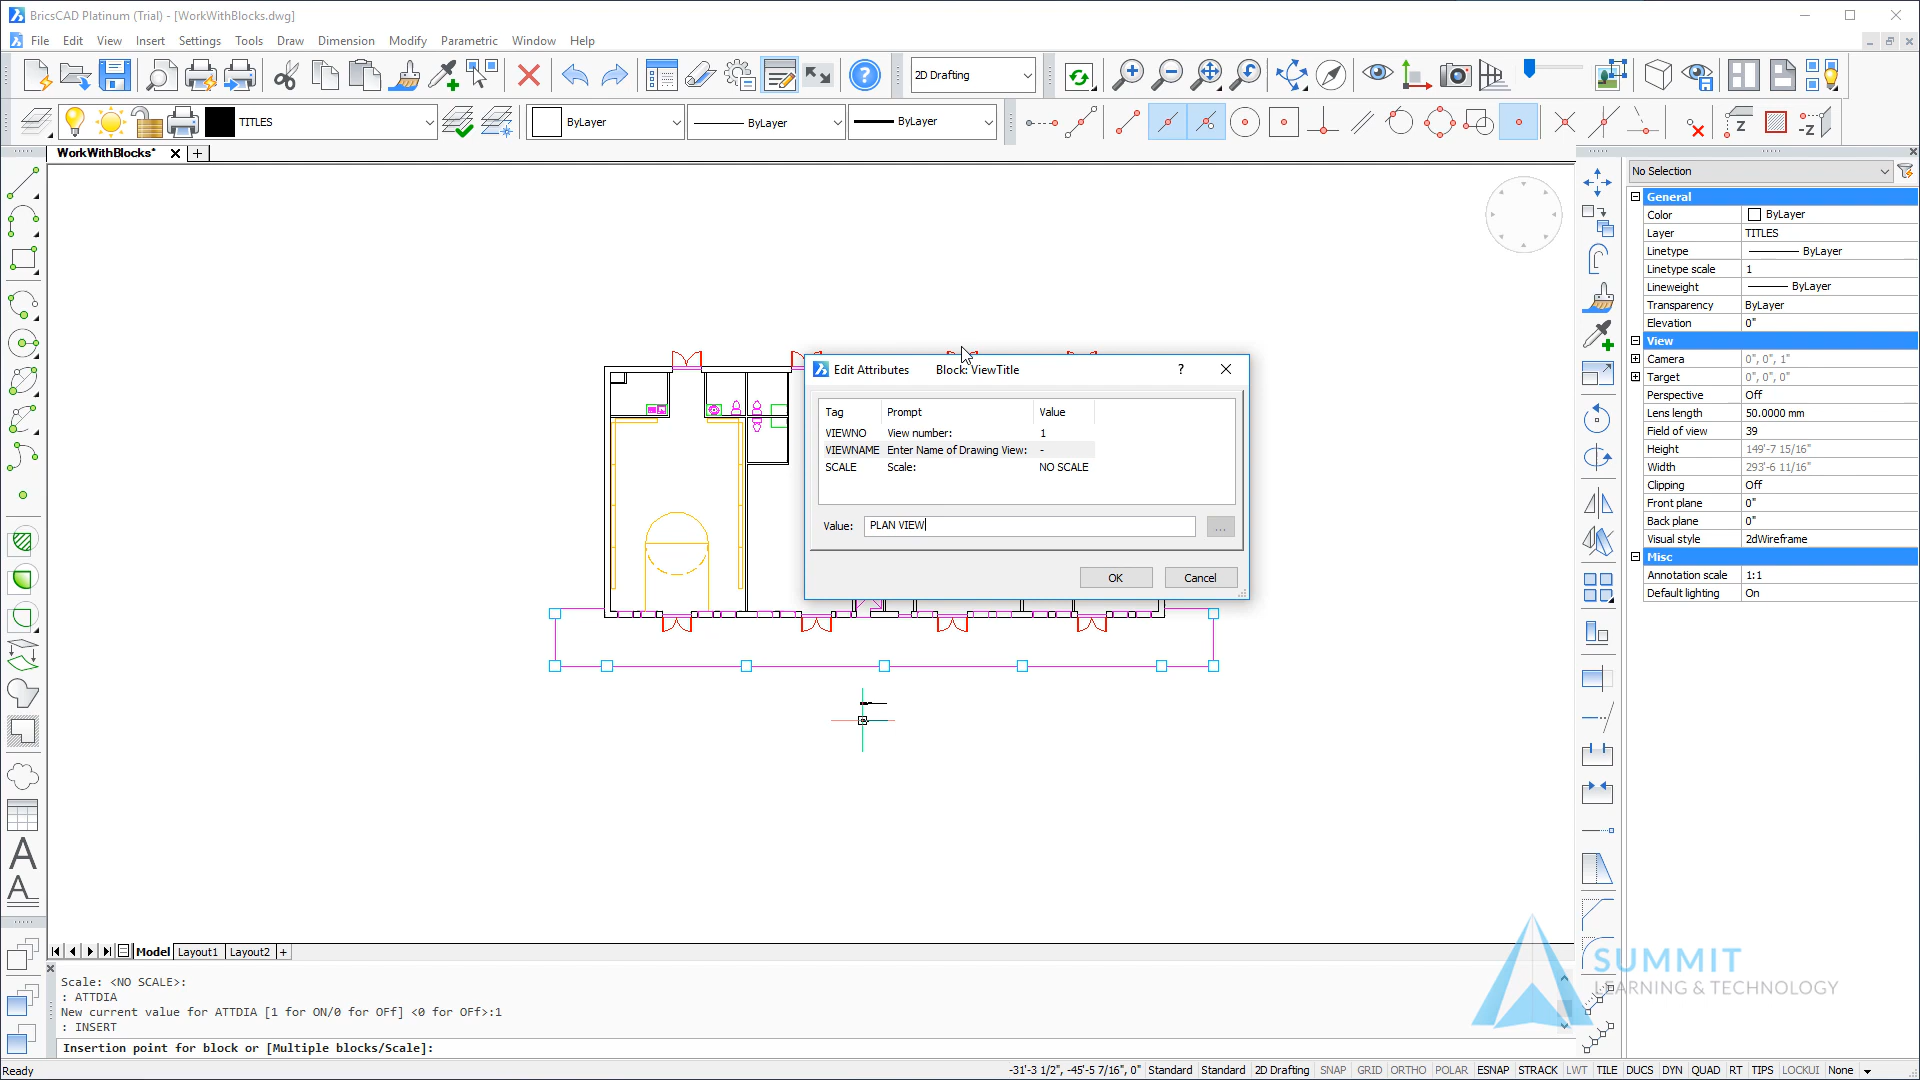 BricsCAD Platinum (Trial) - [WorkWithBlocks.dwg]
File Edit View Insert Settings Tools Draw Dimension Modify Parametric Window Help
2D Drafting
TITLES
ByLayer
ByLayer
ByLayer
WorkWithBlocks*
No Selection
General
Color ByLayer
Layer TITLES
Linetype ByLayer
Linetype scale 1
Lineweight ByLayer
Transparency ByLayer
Elevation 0"
View
Camera 0", 0", 1"
Target 0", 0", 0"
Perspective Off
Lens length 50.0000 mm
Field of view 39
Height 149'-7 15/16"
Width 293'-6 11/16"
Clipping Off
Front plane 0"
Back plane 0"
Visual style 2dWireframe
Misc
Annotation scale 1:1
Default lighting On
Edit Attributes Block: ViewTitle
Tag Prompt Value
VIEWNO View number: 1
VIEWNAME Enter Name of Drawing View: -
SCALE Scale: NO SCALE
Value: PLAN VIEW
...
OK Cancel
Model Layout1 Layout2 +
Scale: <NO SCALE>:
: ATTDIA
New current value for ATTDIA [1 for ON/0 for Off] <0 for Off>:1
: INSERT
Insertion point for block or [Multiple blocks/Scale]:
SUMMIT
LEARNING & TECHNOLOGY
Ready
-31'-3 1/2", -45'-5 7/16", 0" Standard Standard 2D Drafting SNAP GRID ORTHO POLAR ESNAP STRACK LWT TILE DUCS DYN QUAD RT TIPS LOCKUI None